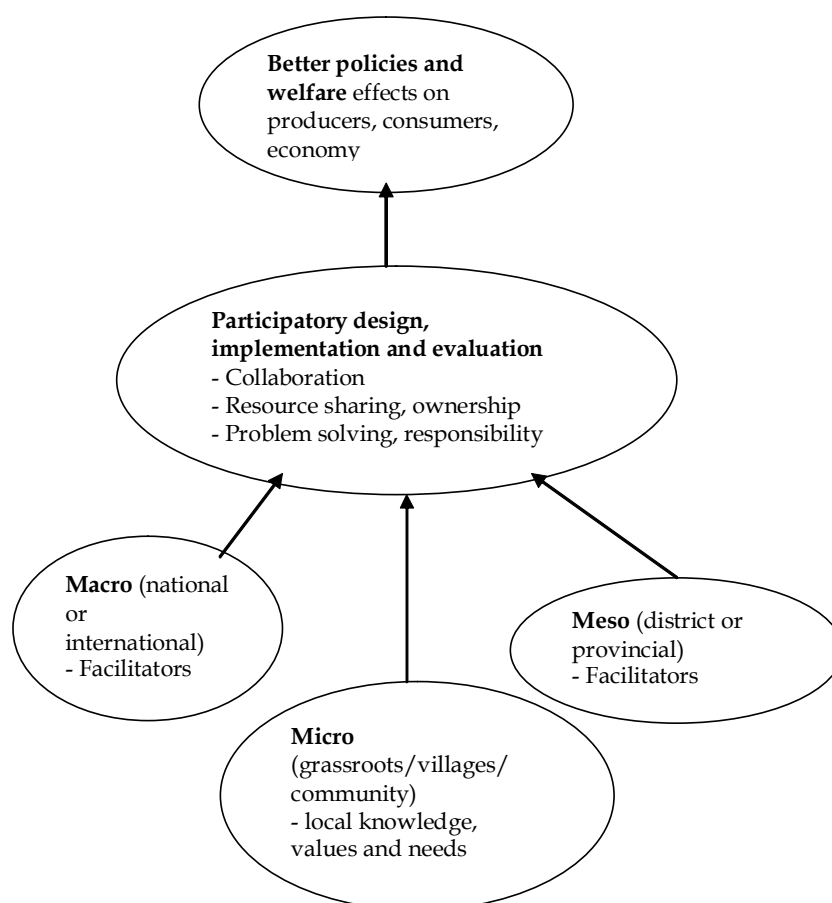 Better policies and
welfare effects on
producers, consumers,
economy
Participatory design,
implementation and evaluation
- Collaboration
- Resource sharing, ownership
- Problem solving, responsibility
Macro (national
or
international)
- Facilitators
Meso (district or
provincial)
- Facilitators
Micro
(grassroots/villages/
community)
- local knowledge,
values and needs